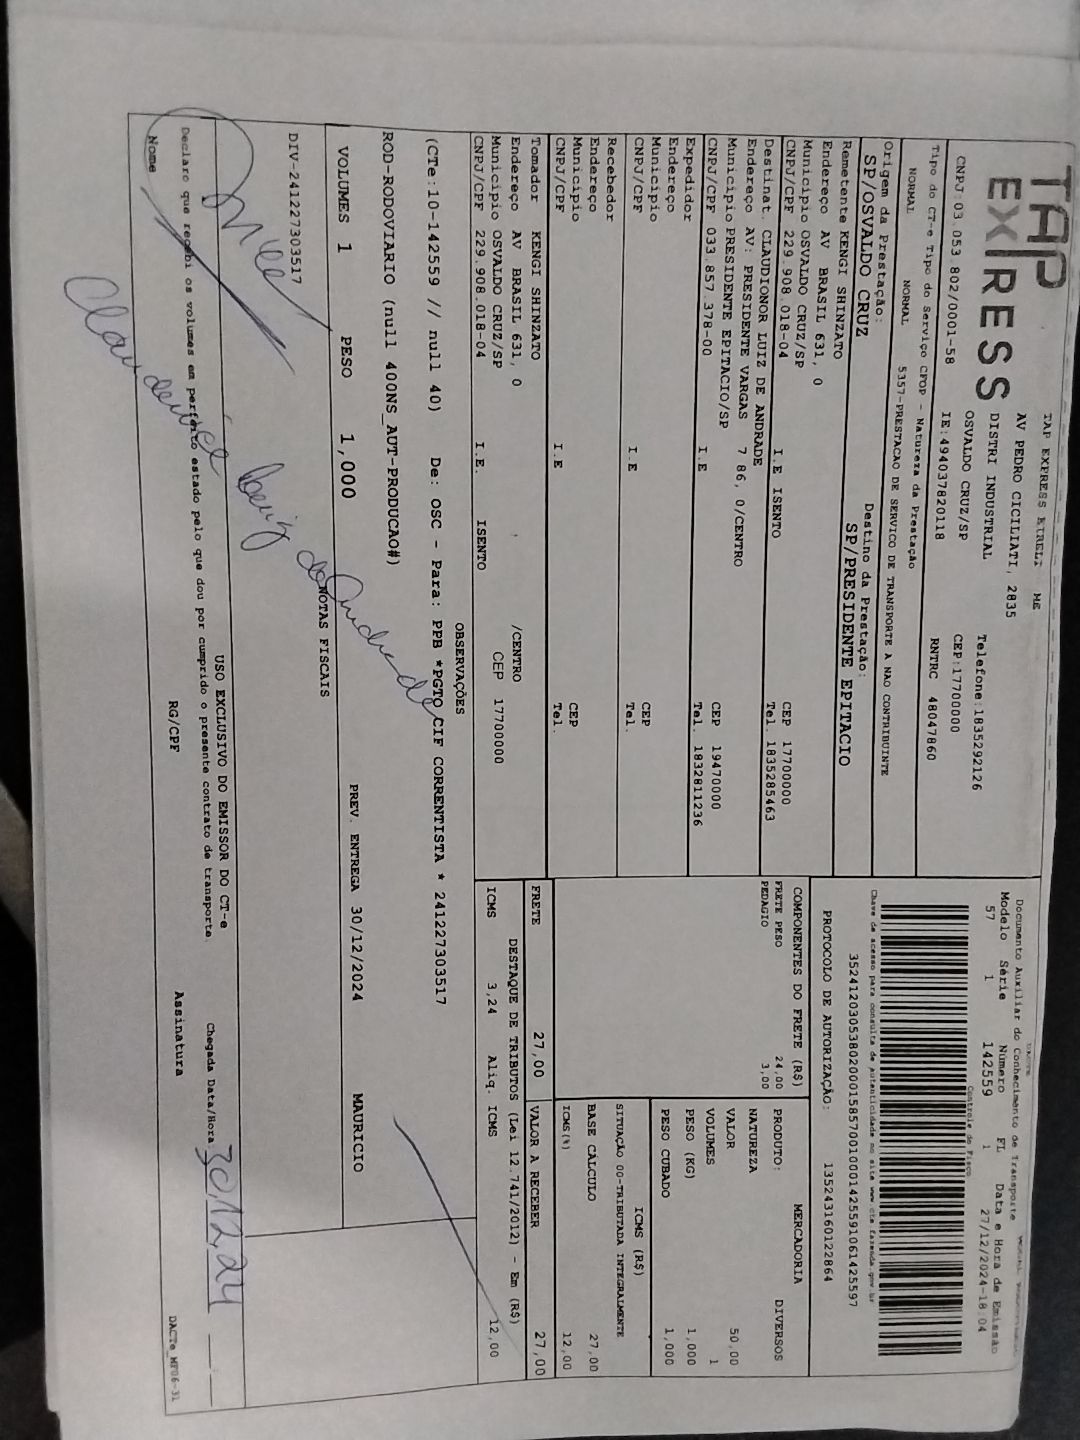 TAP EXPRESS
TAP EXPRESS EIRELI ME
AV PEDRO CICILIATI, 2835
DISTRI INDUSTRIAL
Telefone:1835292126
OSVALDO CRUZ/SP
CEP:17700000
CNPJ:03.053.802/0001-58
IE:494037820118
RNTRC 48047860
Tipo do CT-e Tipo do Serviço CFOP - Natureza da Prestação
NORMAL NORMAL 5357-PRESTACAO DE SERVICO DE TRANSPORTE A NAO CONTRIBUINTE
Origem da Prestação: Destino da Prestação:
SP/OSVALDO CRUZ SP/PRESIDENTE EPITACIO
Documento Auxiliar do Conhecimento de Transporte
Modelo Série Número FL Data e Hora de Emissão
57 1 142559 1 27/12/2024-18:04
Controle do Fisco
Chave de acesso para consulta de autenticidade no site www.cte.fazenda.gov.br
PROTOCOLO DE AUTORIZAÇÃO: 135243160122864
Remetente KENGI SHINZATO
Endereço AV BRASIL 631, 0
Município OSVALDO CRUZ/SP CEP 17700000
CNPJ/CPF 229.908.018-04 I.E ISENTO Tel. 1835285463
Destinat. CLAUDIONOR LUIZ DE ANDRADE
Endereço AV: PRESIDENTE VARGAS 7 86, 0/CENTRO
Município PRESIDENTE EPITACIO/SP CEP 19470000
CNPJ/CPF 033.857.378-00 I.E Tel. 1832811236
Expedidor
Endereço
Município CEP
CNPJ/CPF I.E Tel.
Recebedor
Endereço
Município CEP
CNPJ/CPF I.E Tel.
Tomador KENGI SHINZATO
Endereço AV BRASIL 631, 0 /CENTRO
Município OSVALDO CRUZ/SP CEP 17700000
CNPJ/CPF 229.908.018-04 I.E. ISENTO
COMPONENTES DO FRETE (R$)
FRETE PESO 24,00
PEDAGIO 3,00
MERCADORIA
PRODUTO: DIVERSOS
NATUREZA
VALOR 50,00
VOLUMES 1
PESO (KG) 1,000
PESO CUBADO 1,000
ICMS (R$)
SITUAÇÃO 00-TRIBUTADA INTEGRALMENTE
BASE CALCULO 27,00
ICMS(%) 12,00
FRETE 27,00 VALOR A RECEBER 27,00
DESTAQUE DE TRIBUTOS (Lei 12.741/2012) - Em (R$)
ICMS 3,24 Aliq. ICMS 12,00
OBSERVAÇÕES
(CTe:10-142559 // null 40) De: OSC - Para: PPB *PGTO CIF CORRENTISTA * 241227303517
ROD-RODOVIARIO (null 400NS_AUT-PRODUCAO#)
VOLUMES 1 PESO 1,000 PREV. ENTREGA 30/12/2024 MAURICIO
NOTAS FISCAIS
DIV-241227303517
USO EXCLUSIVO DO EMISSOR DO CT-e
Declaro que recebi os volumes em perfeito estado pelo que dou por cumprido o presente contrato de transporte.
Chegada Data/Hora 30/12/24
Nome RG/CPF Assinatura
DACTe_MF06-31